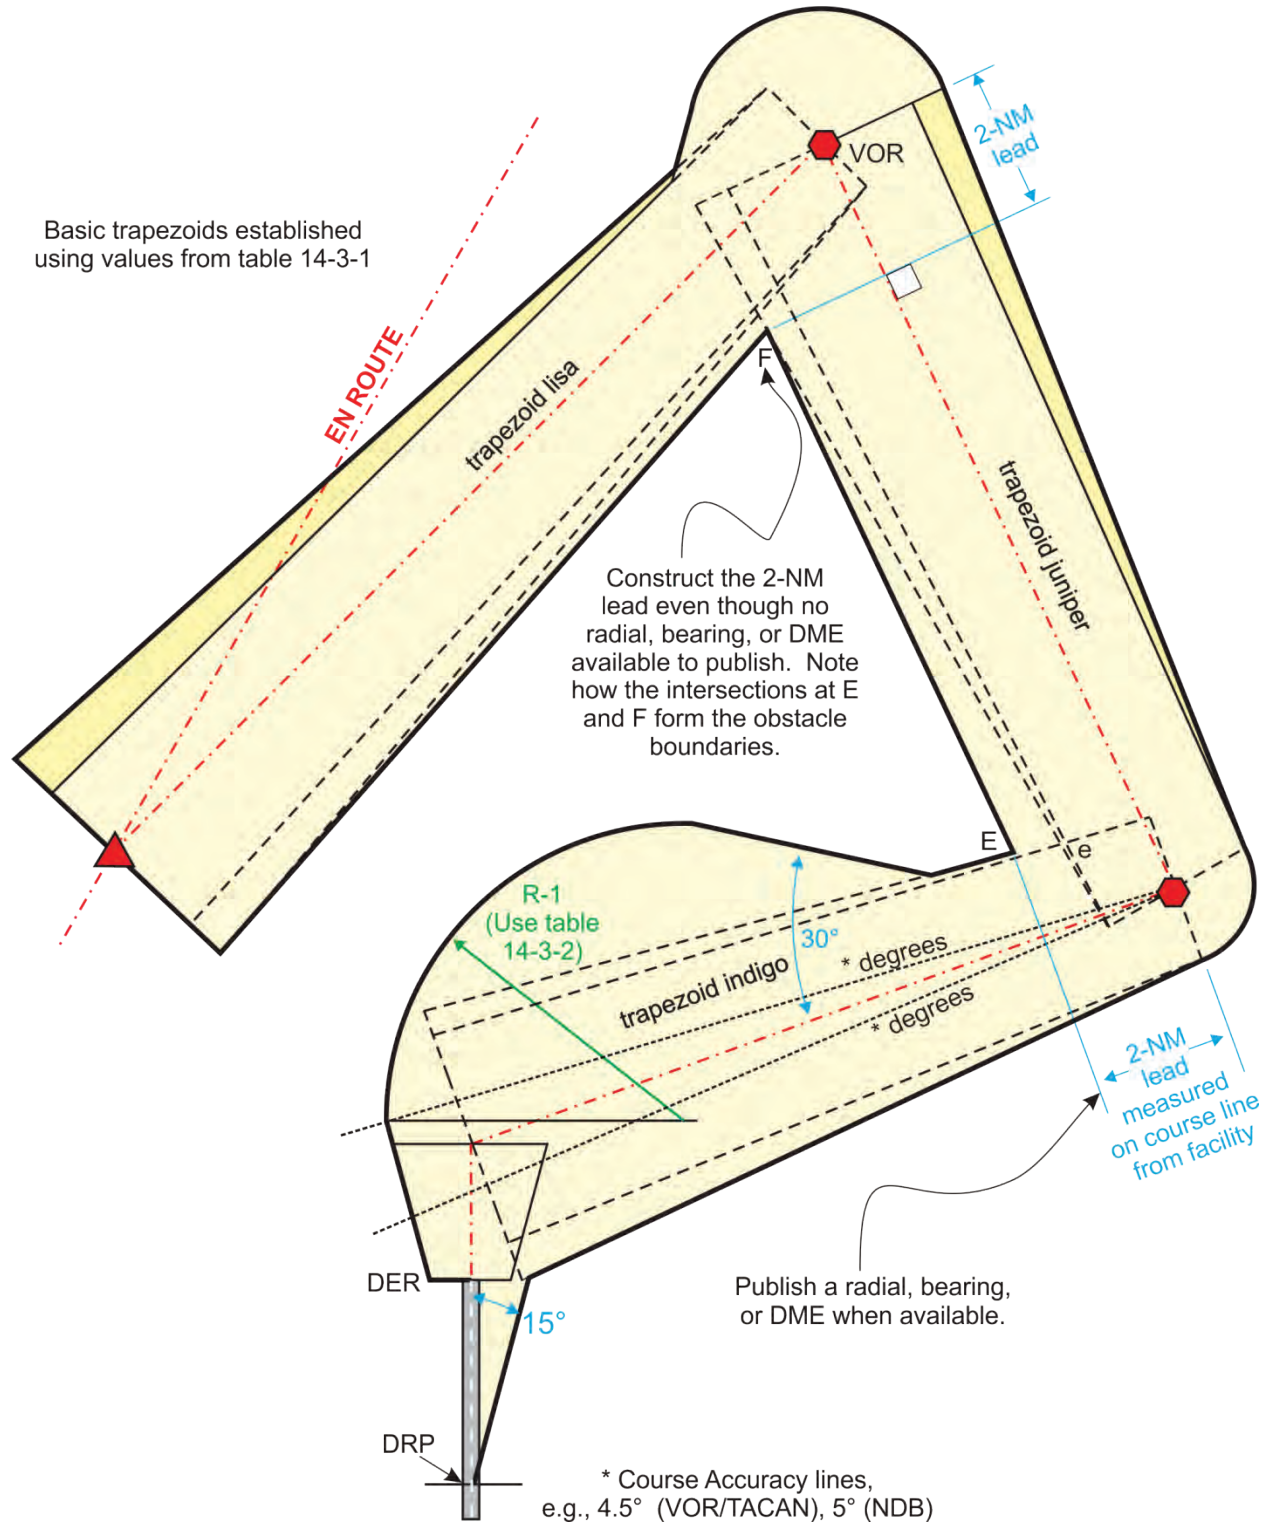 VOR
2-NM
lead
Basic trapezoids established
using values from table 14-3-1
EN ROUTE
trapezoid lisa
F
trapezoid juniper
Construct the 2-NM
lead even though no
radial, bearing, or DME
available to publish. Note
how the intersections at E
and F form the obstacle
boundaries.
E
e
R-1
(Use table
14-3-2)
30°
* degrees
trapezoid indigo
* degrees
2-NM
lead
measured
on course line
from facility
DER
15°
Publish a radial, bearing,
or DME when available.
DRP
* Course Accuracy lines,
e.g., 4.5° (VOR/TACAN), 5° (NDB)